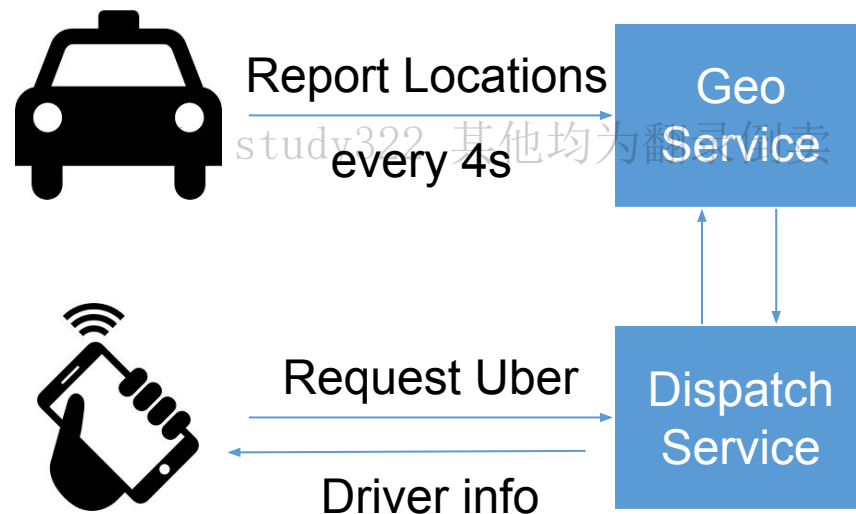 Report Locations
every 4s
Geo
Service
study322 其他均为翻录倒卖
Request Uber
Driver info
Dispatch
Service